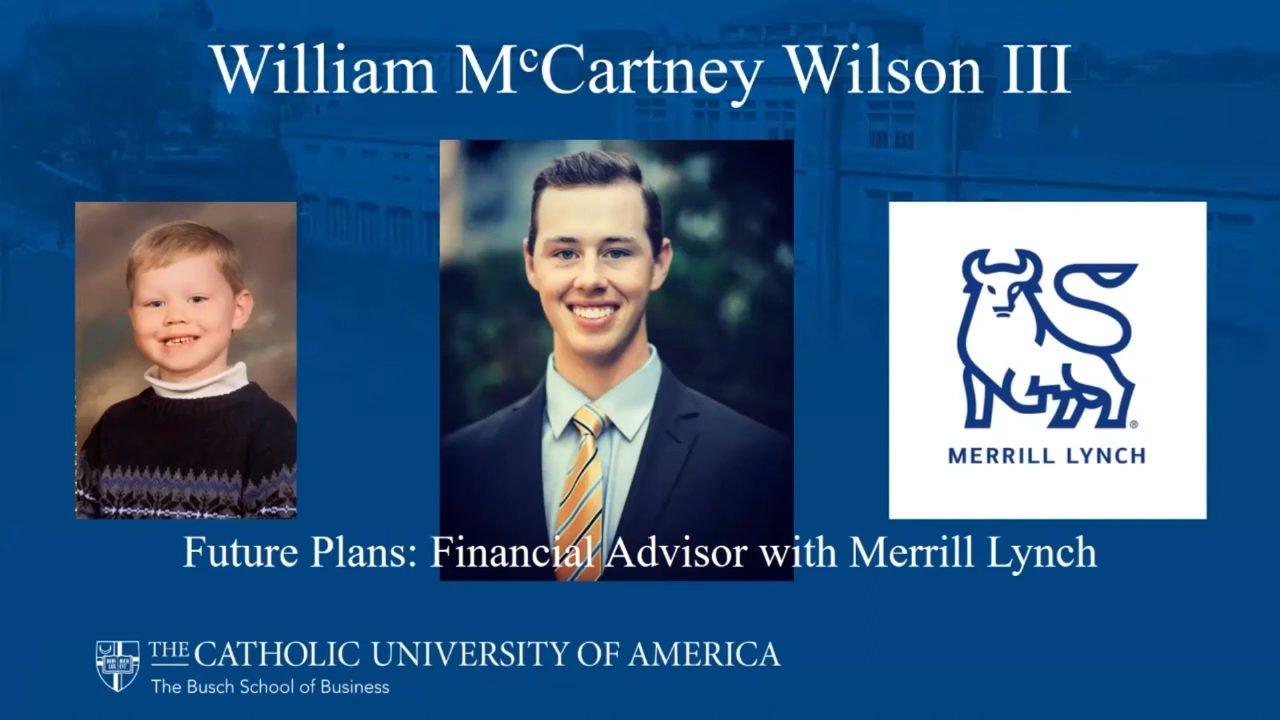 William McCartney Wilson III
MERRILL LYNCH
Future Plans: Financial Advisor with Merrill Lynch
THE CATHOLIC UNIVERSITY OF AMERICA
The Busch School of Business